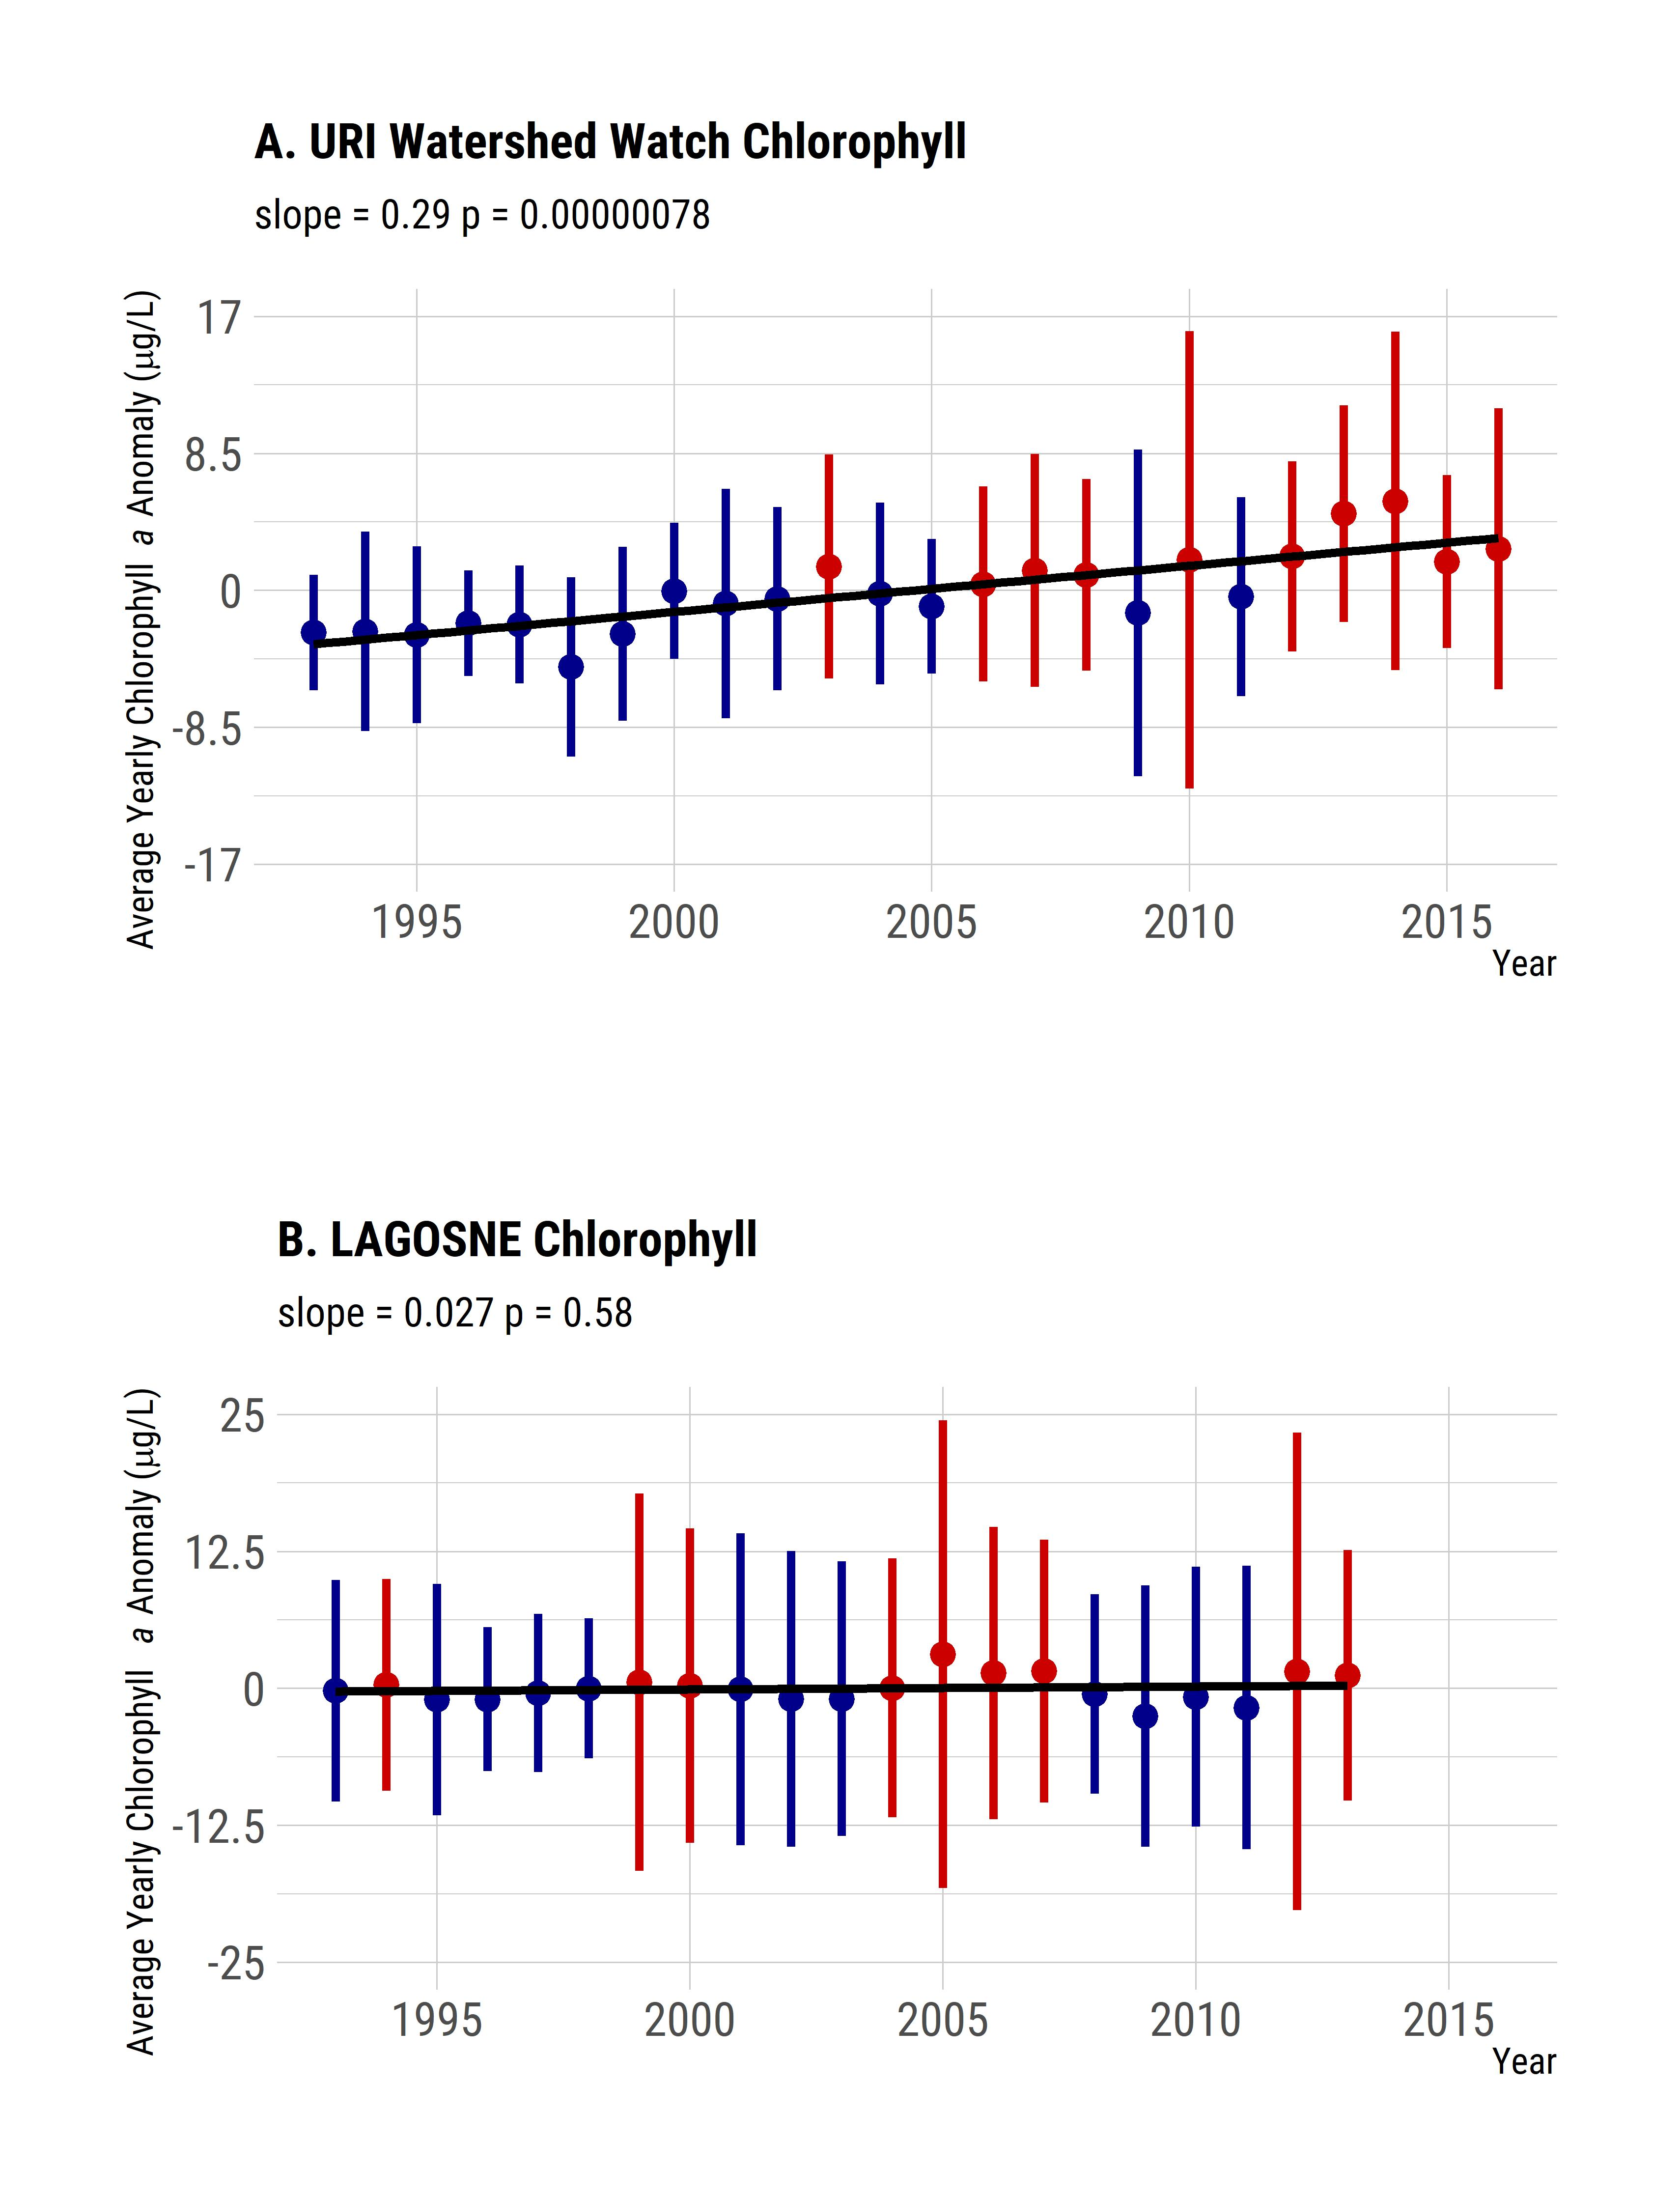 A. URI Watershed Watch Chlorophyll
slope = 0.29 p = 0.00000078
Average Yearly Chlorophyll a Anomaly (µg/L)
17
8.5
0
-8.5
-17
1995 2000 2005 2010 2015
Year
B. LAGOSNE Chlorophyll
slope = 0.027 p = 0.58
Average Yearly Chlorophyll a Anomaly (µg/L)
25
12.5
0
-12.5
-25
1995 2000 2005 2010 2015
Year